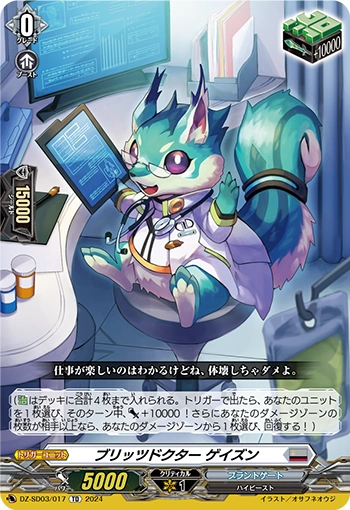 0
グレード
ブースト
治
+10000
15000
シールド
仕事が楽しいのはわかるけどね、体壊しちゃダメよ。
(治はデッキに合計4枚まで入れられる。トリガーで出たら、あなたのユニット
を1枚選び、そのターン中、+10000！さらにあなたのダメージゾーン
の枚数が相手以上なら、あなたのダメージゾーンから1枚選び、回復する！)
トリガーユニット
ブリッツドクター ゲイズン
パワー
5000
クリティカル
1
ブラントゲート
ハイビースト
DZ-SD03/017 TD 2024
イラスト/オサフネオウジ